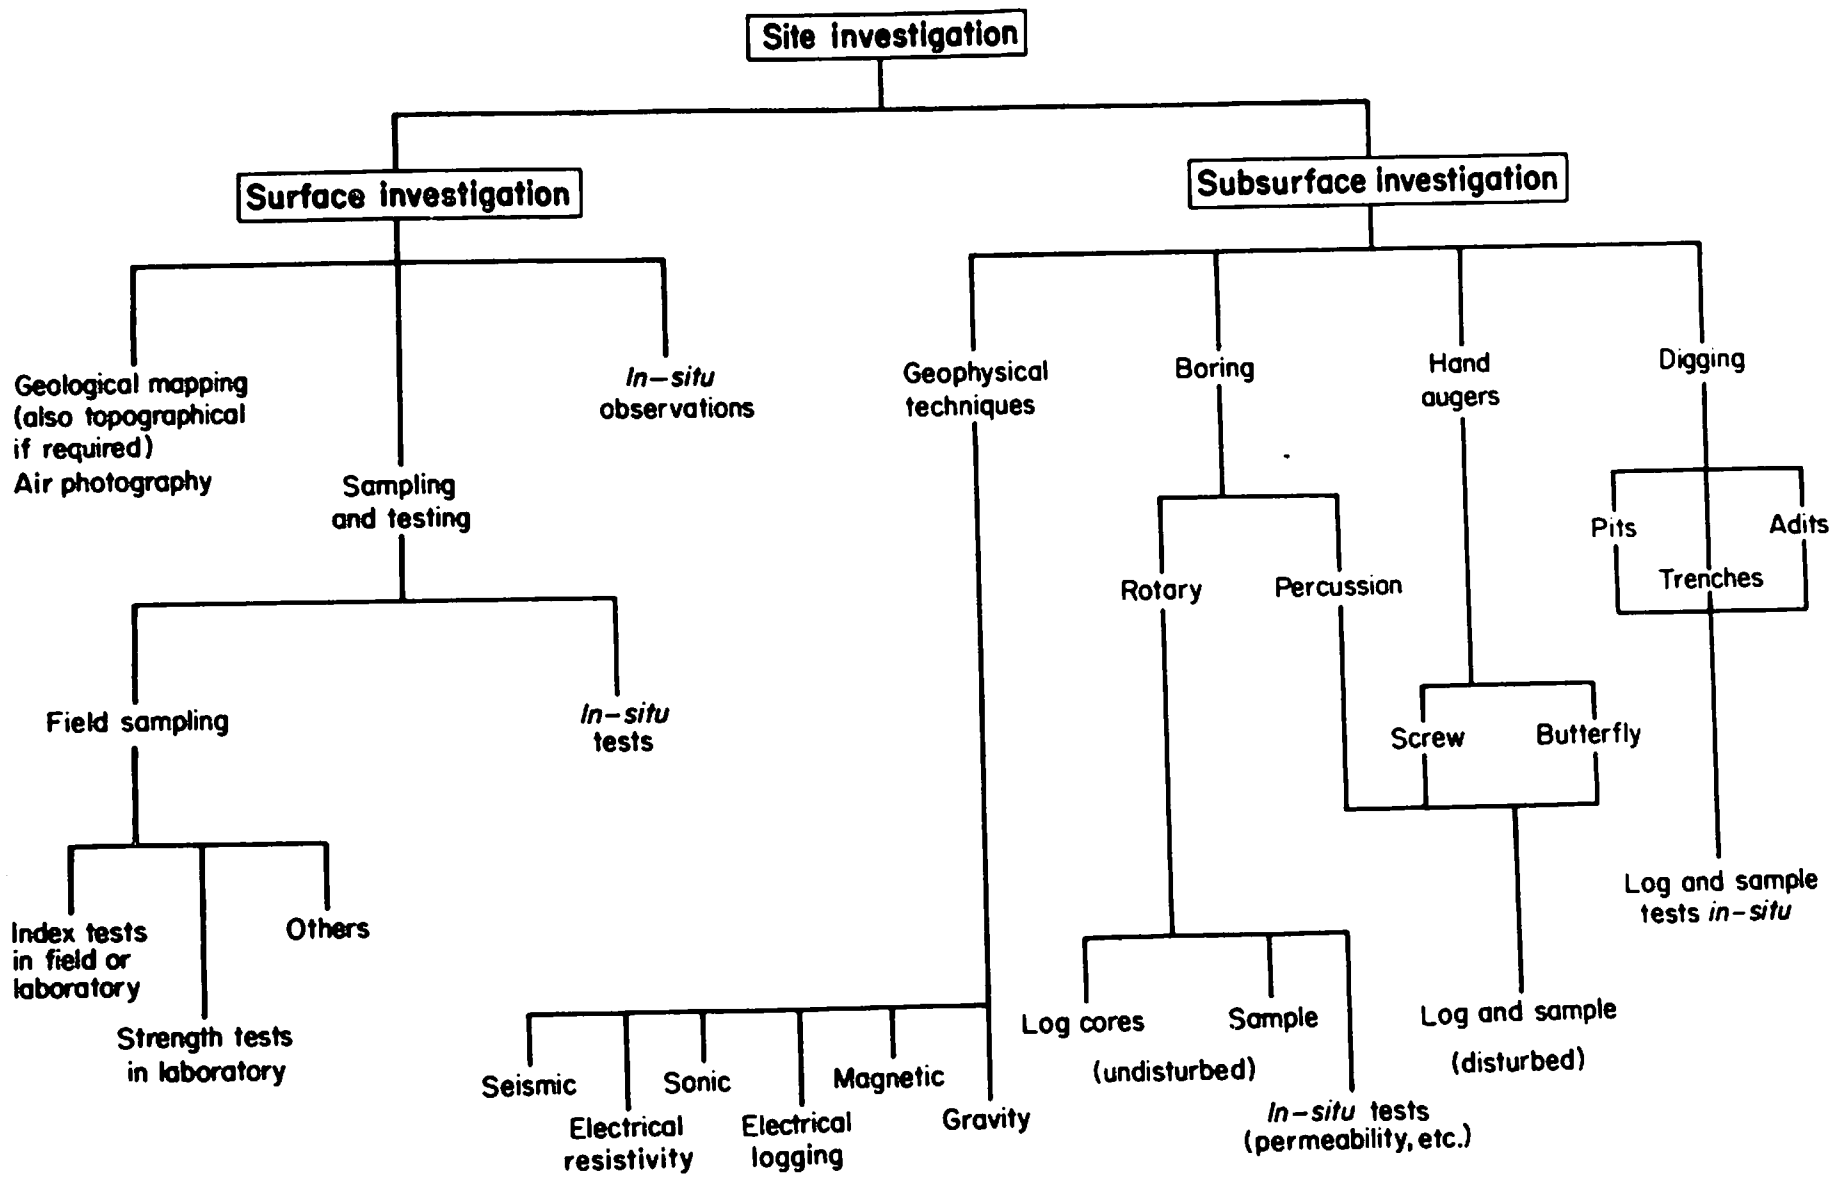 Site investigation
Surface investigation
Subsurface investigation
Geological mapping
(also topographical
if required)
Air photography
Sampling
and testing
In-situ
observations
Geophysical
techniques
Boring
Hand
augers
Digging
Pits
Trenches
Adits
Rotary
Percussion
Field sampling
In-situ
tests
Screw
Butterfly
Index tests
in field or
laboratory
Strength tests
in laboratory
Others
Seismic
Electrical
resistivity
Sonic
Electrical
logging
Magnetic
Gravity
Log cores
Sample
(undisturbed)
In-situ tests
(permeability, etc.)
Log and sample
(disturbed)
Log and sample
tests in-situ